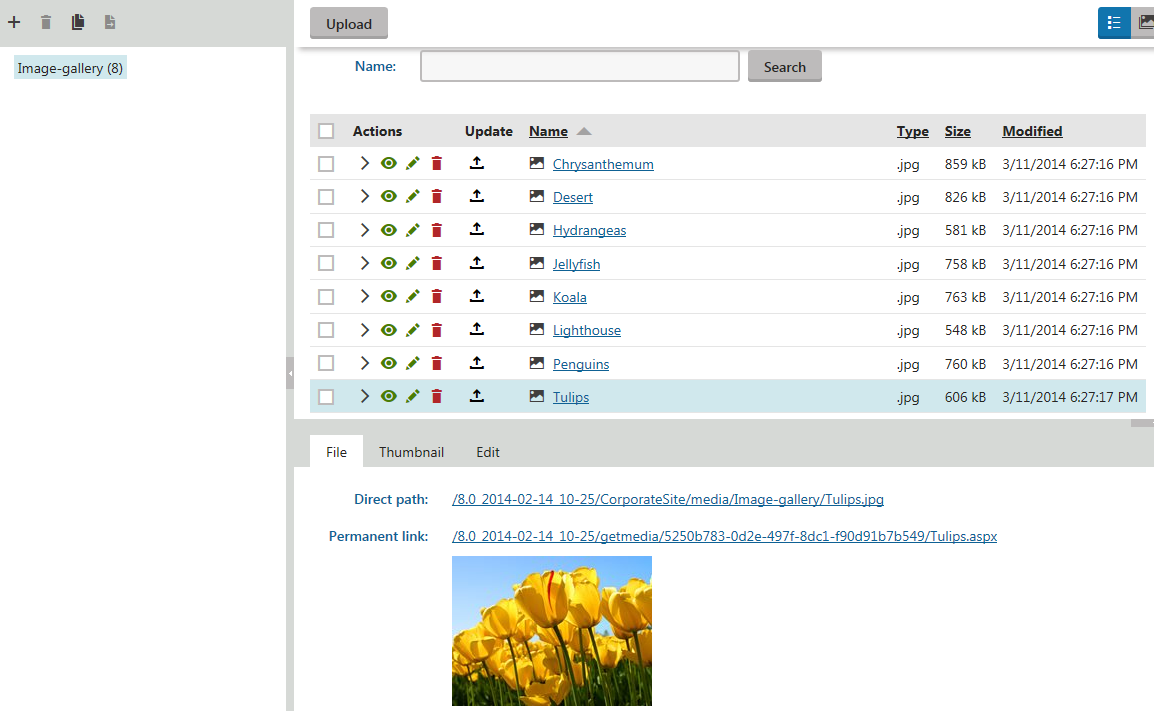 Upload
Image-gallery (8)
Name: Search
Actions Update Name Type Size Modified
Chrysanthemum .jpg 859 kB 3/11/2014 6:27:16 PM
Desert .jpg 826 kB 3/11/2014 6:27:16 PM
Hydrangeas .jpg 581 kB 3/11/2014 6:27:16 PM
Jellyfish .jpg 758 kB 3/11/2014 6:27:16 PM
Koala .jpg 763 kB 3/11/2014 6:27:16 PM
Lighthouse .jpg 548 kB 3/11/2014 6:27:16 PM
Penguins .jpg 760 kB 3/11/2014 6:27:16 PM
Tulips .jpg 606 kB 3/11/2014 6:27:17 PM
File Thumbnail Edit
Direct path: /8.0_2014-02-14_10-25/CorporateSite/media/Image-gallery/Tulips.jpg
Permanent link: /8.0_2014-02-14_10-25/getmedia/5250b783-0d2e-497f-8dc1-f90d91b7b549/Tulips.aspx